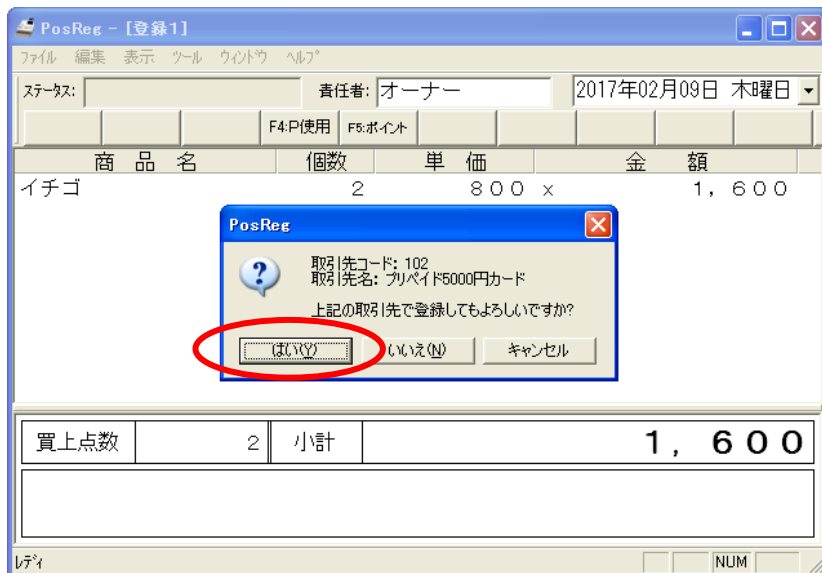 PosReg - [登録1]
ファイル 編集 表示 ツール ウィンドウ ヘルプ
ステータス: 責任者: オーナー 2017年02月09日 木曜日
F4:P使用 F5:ポイント
商品名 個数 単価 金額
イチゴ 2 800 x 1,600
PosReg
取引先コード: 102
取引先名: プリペイド5000円カード
上記の取引先で登録してもよろしいですか?
はい(Y) いいえ(N) キャンセル
買上点数 2 小計 1,600
レディ NUM